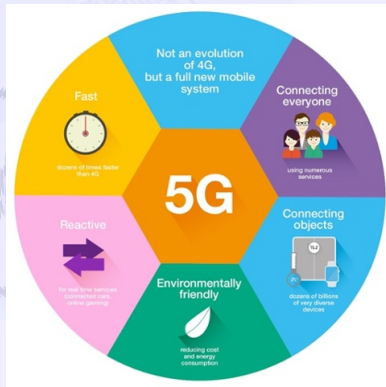 Not an evolution
of 4G,
but a full new mobile
system
Connecting
everyone
using numerous
services
Connecting
objects
dozens of billions
of very diverse
devices
Environmentally
friendly
reducing cost
and energy
consumption
Reactive
for real time services
(connected cars,
online gaming)
Fast
dozens of times faster
than 4G
5G